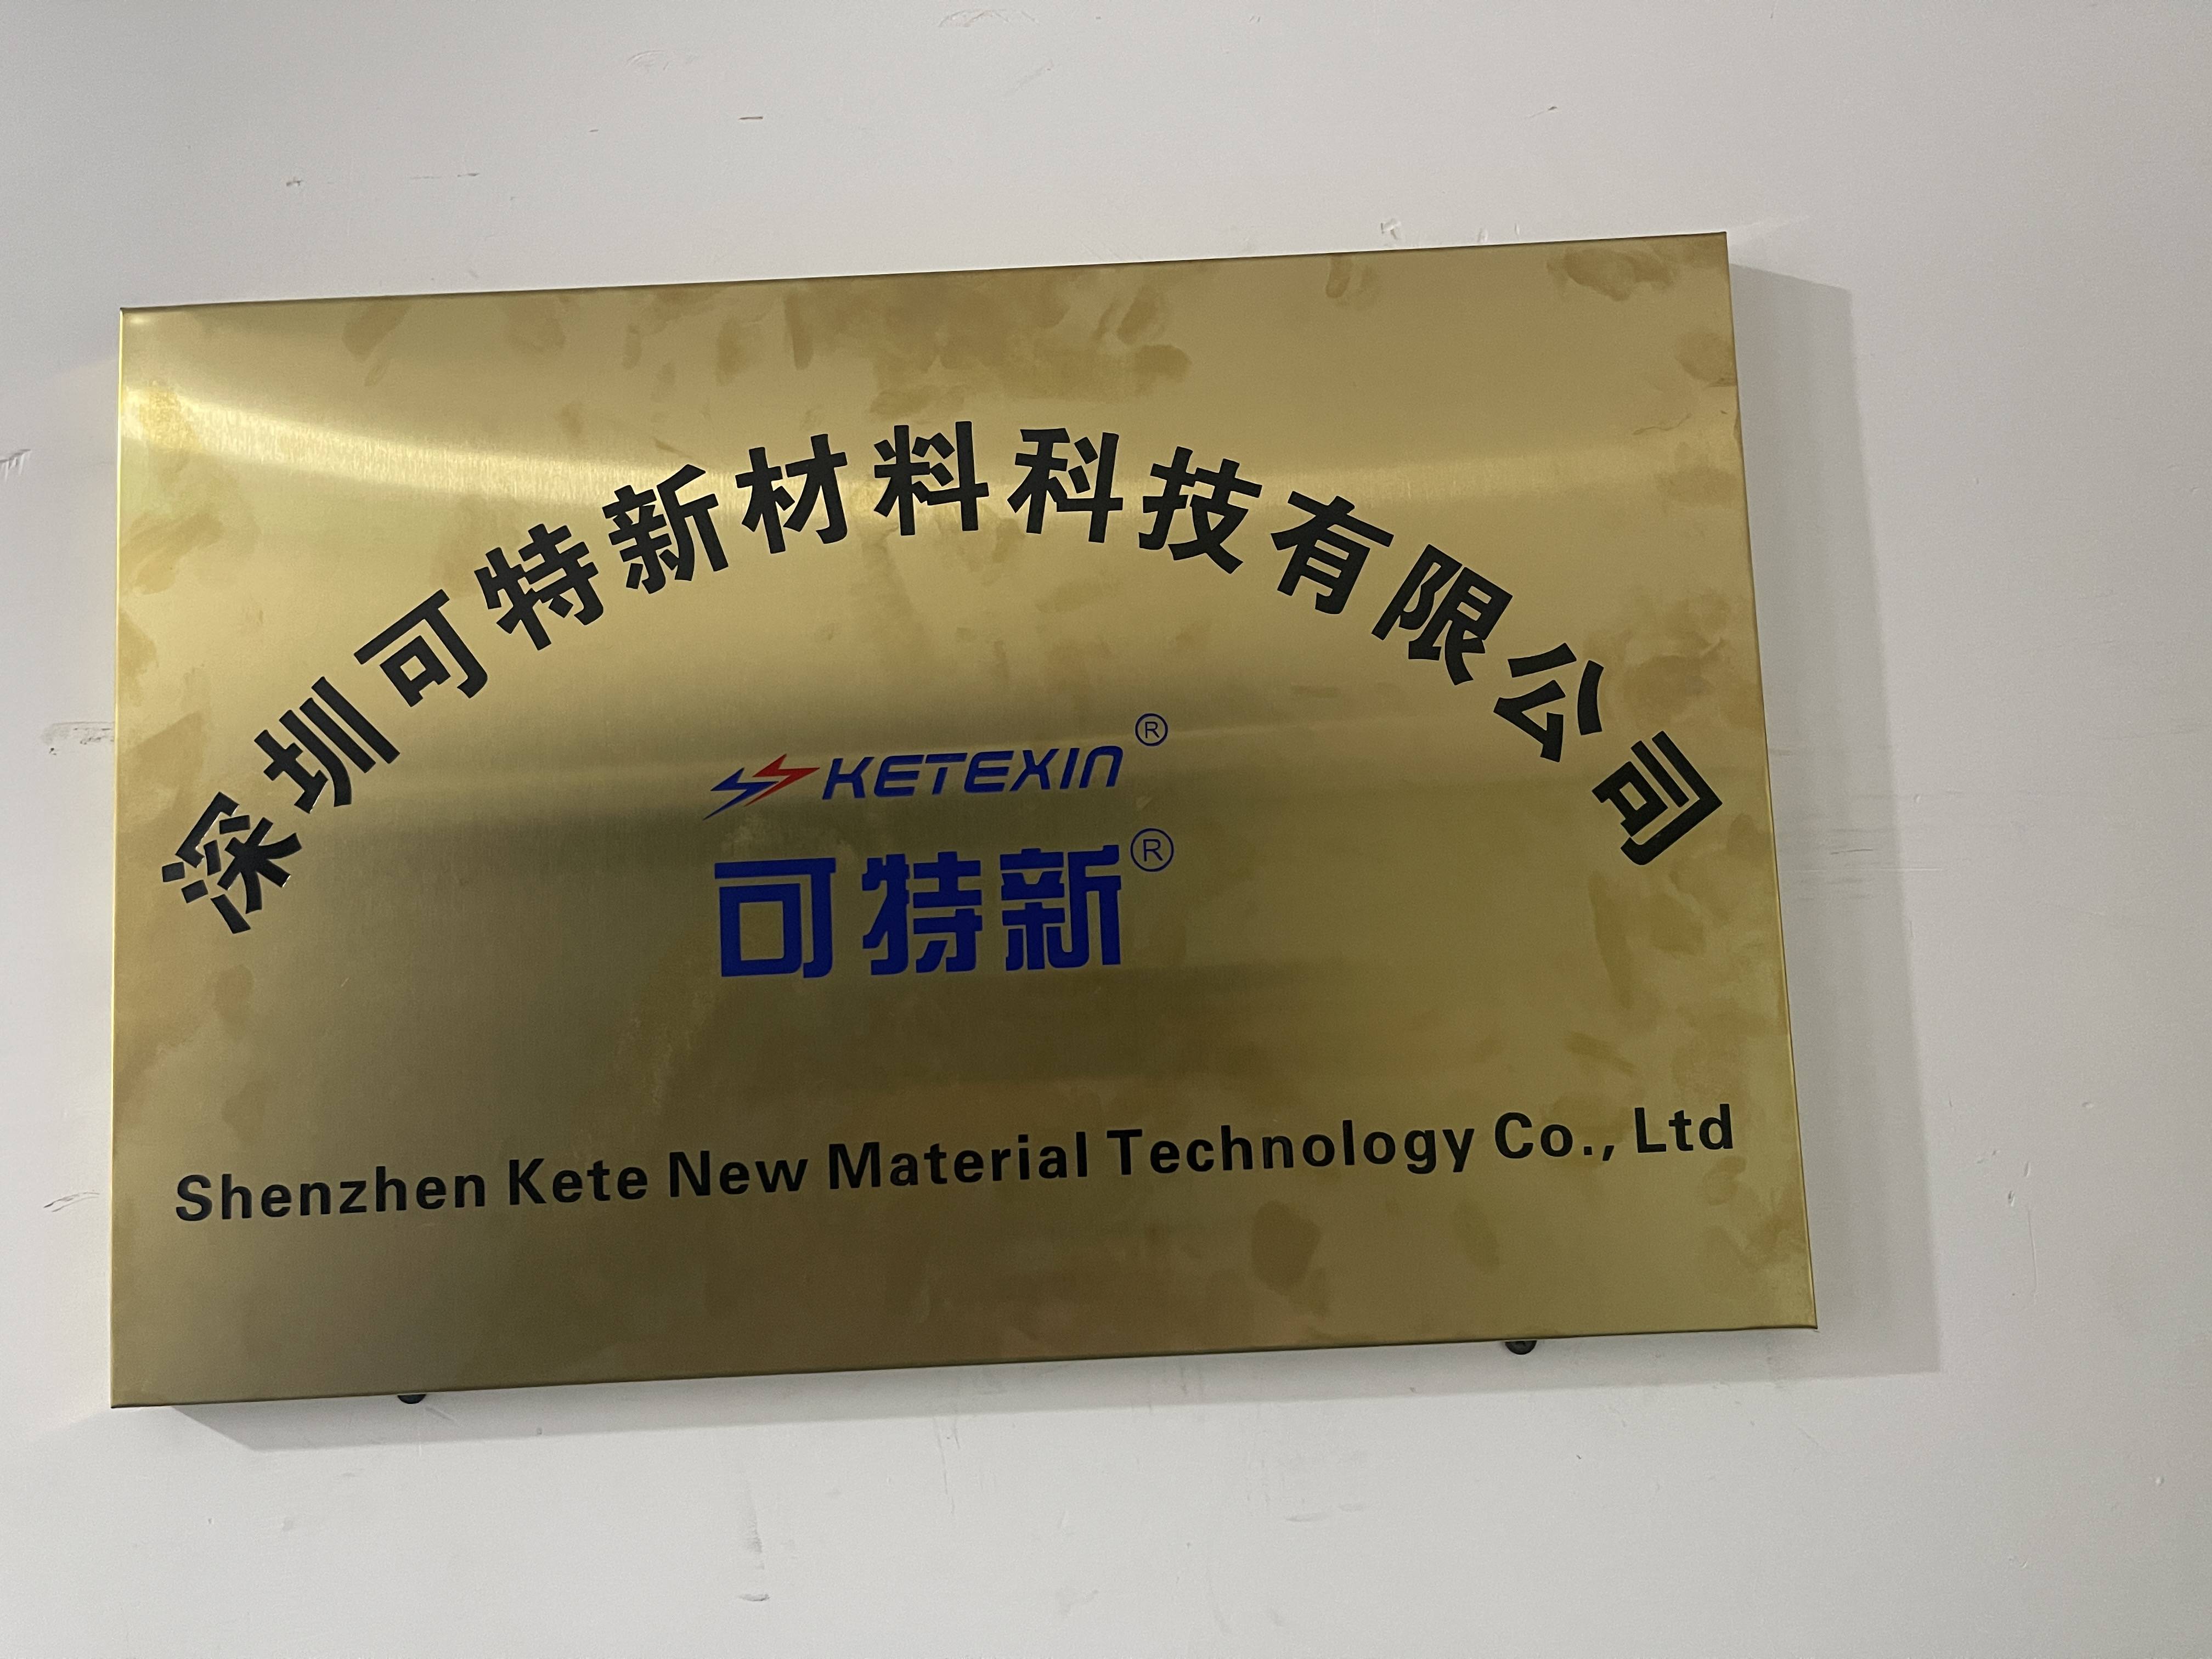 深圳可特新材料科技有限公司
KETEXIN®
可特新®
Shenzhen Kete New Material Technology Co., Ltd